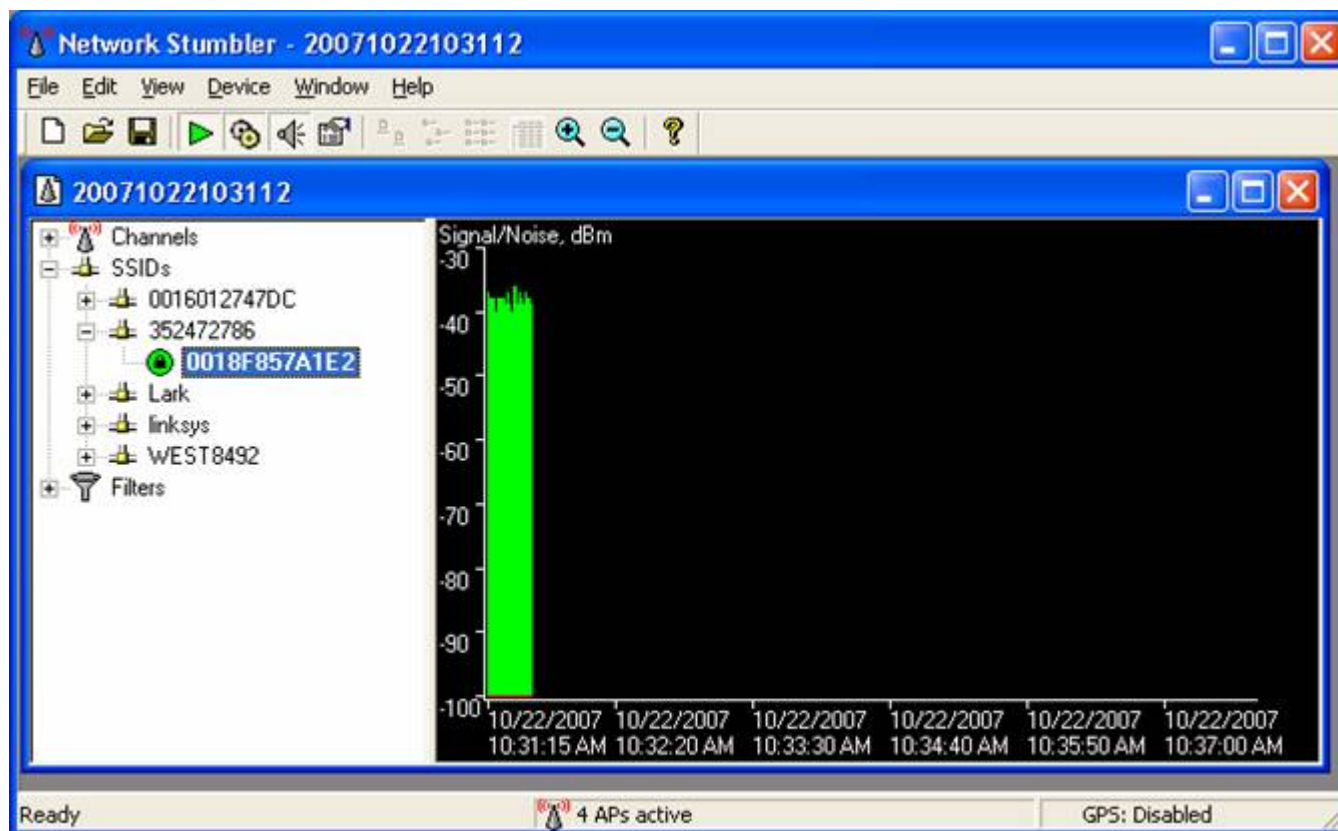 Network Stumbler - 20071022103112
File Edit View Device Window Help
20071022103112
Channels
SSIDs
0016012747DC
352472786
0018F857A1E2
Lark
linksys
WEST8492
Filters
Signal/Noise, dBm
-30
-40
-50
-60
-70
-80
-90
-100
10/22/2007 10/22/2007 10/22/2007 10/22/2007 10/22/2007 10/22/2007
10:31:15 AM 10:32:20 AM 10:33:30 AM 10:34:40 AM 10:35:50 AM 10:37:00 AM
Ready 4 APs active GPS: Disabled